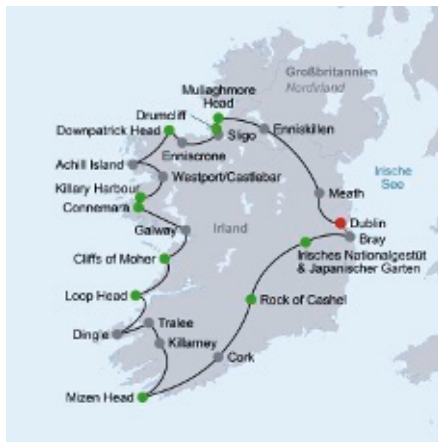 Mullaghmore
Head
Großbritannien
Nordirland
Drumcliff
Downpatrick Head
Sligo
Enniskillen
Enniscrone
Achill Island
Westport/Castlebar
Irische
See
Killary Harbour
Connemara
Meath
Dublin
Galway
Irland
Bray
Irisches Nationalgestüt
& Japanischer Garten
Cliffs of Moher
Loop Head
Rock of Cashel
Tralee
Dingle
Killarney
Cork
Mizen Head